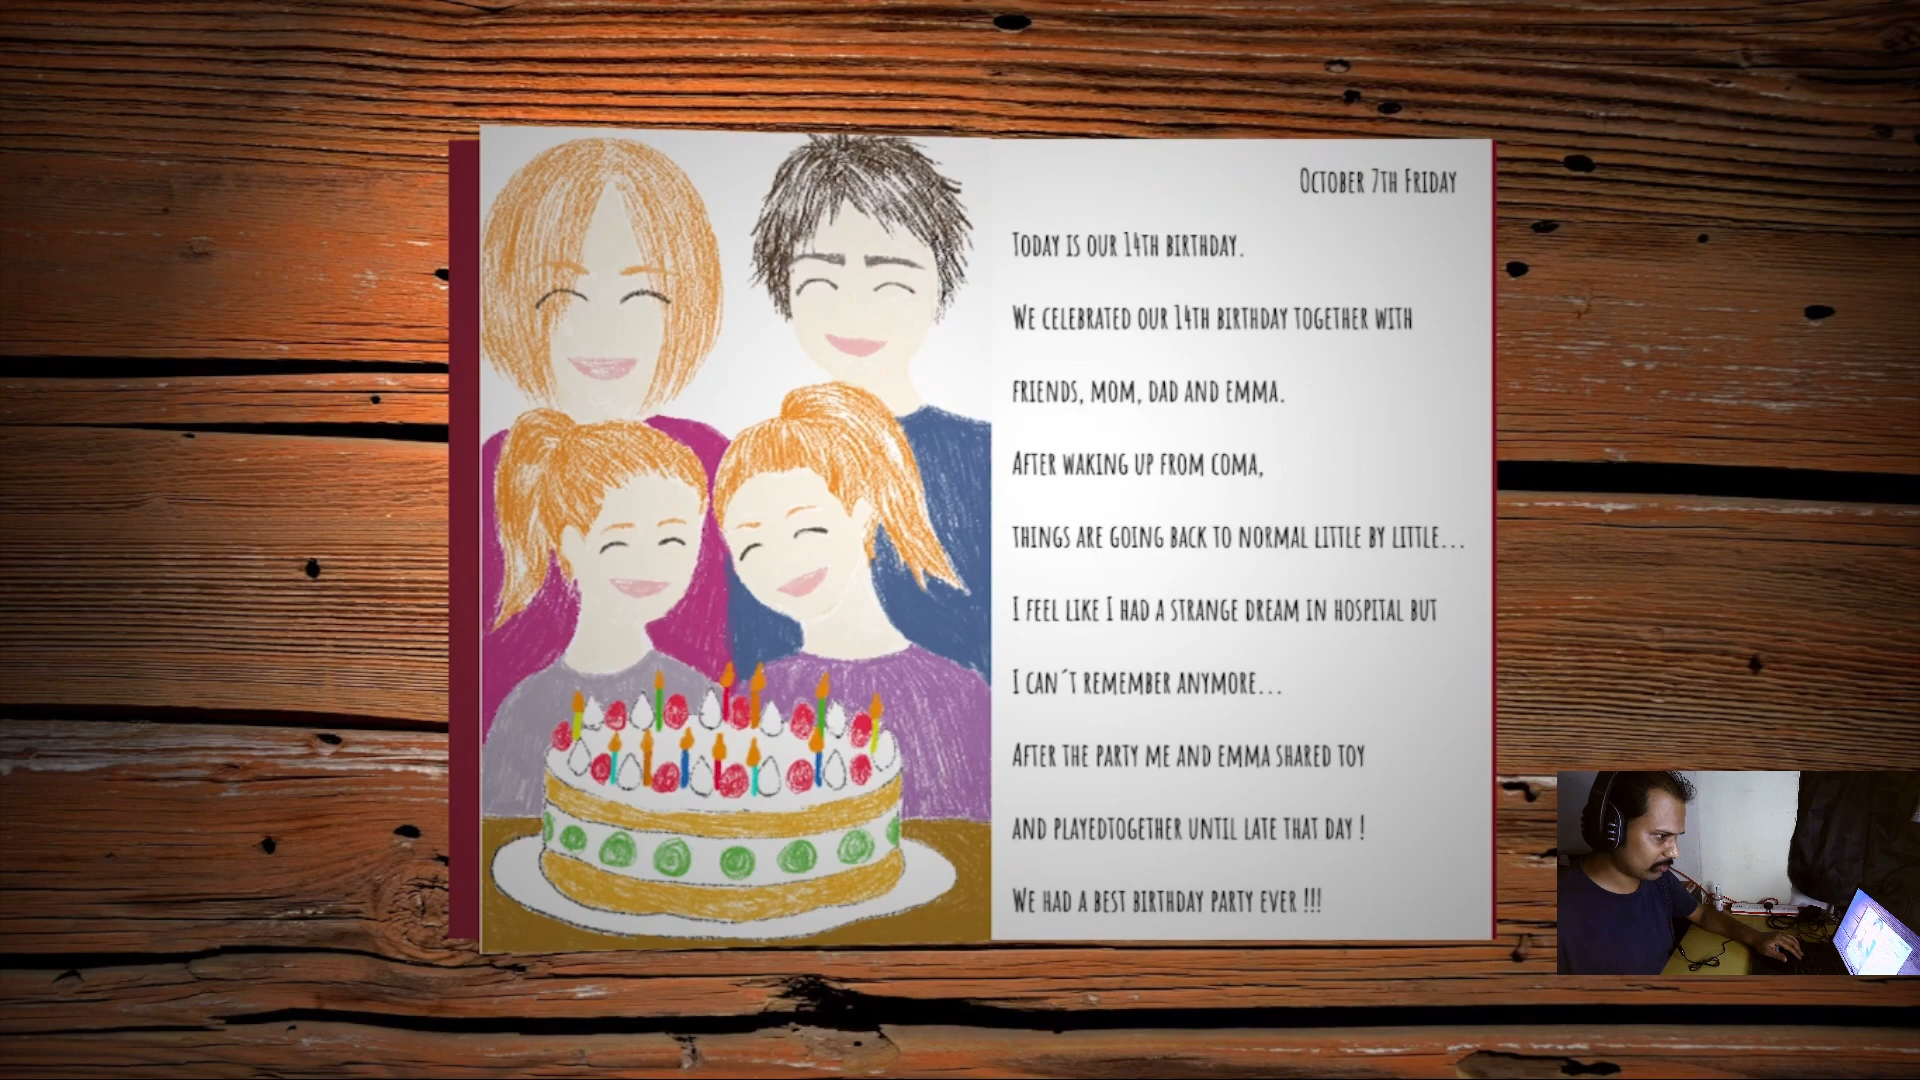 October 7th Friday
Today is our 14th birthday.
We celebrated our 14th birthday together with
friends, mom, dad and Emma.
After waking up from coma,
things are going back to normal little by little...
I feel like I had a strange dream in hospital but
I can´t remember anymore...
After the party me and Emma shared toy
and playedtogether until late that day !
We had a best birthday party ever !!!